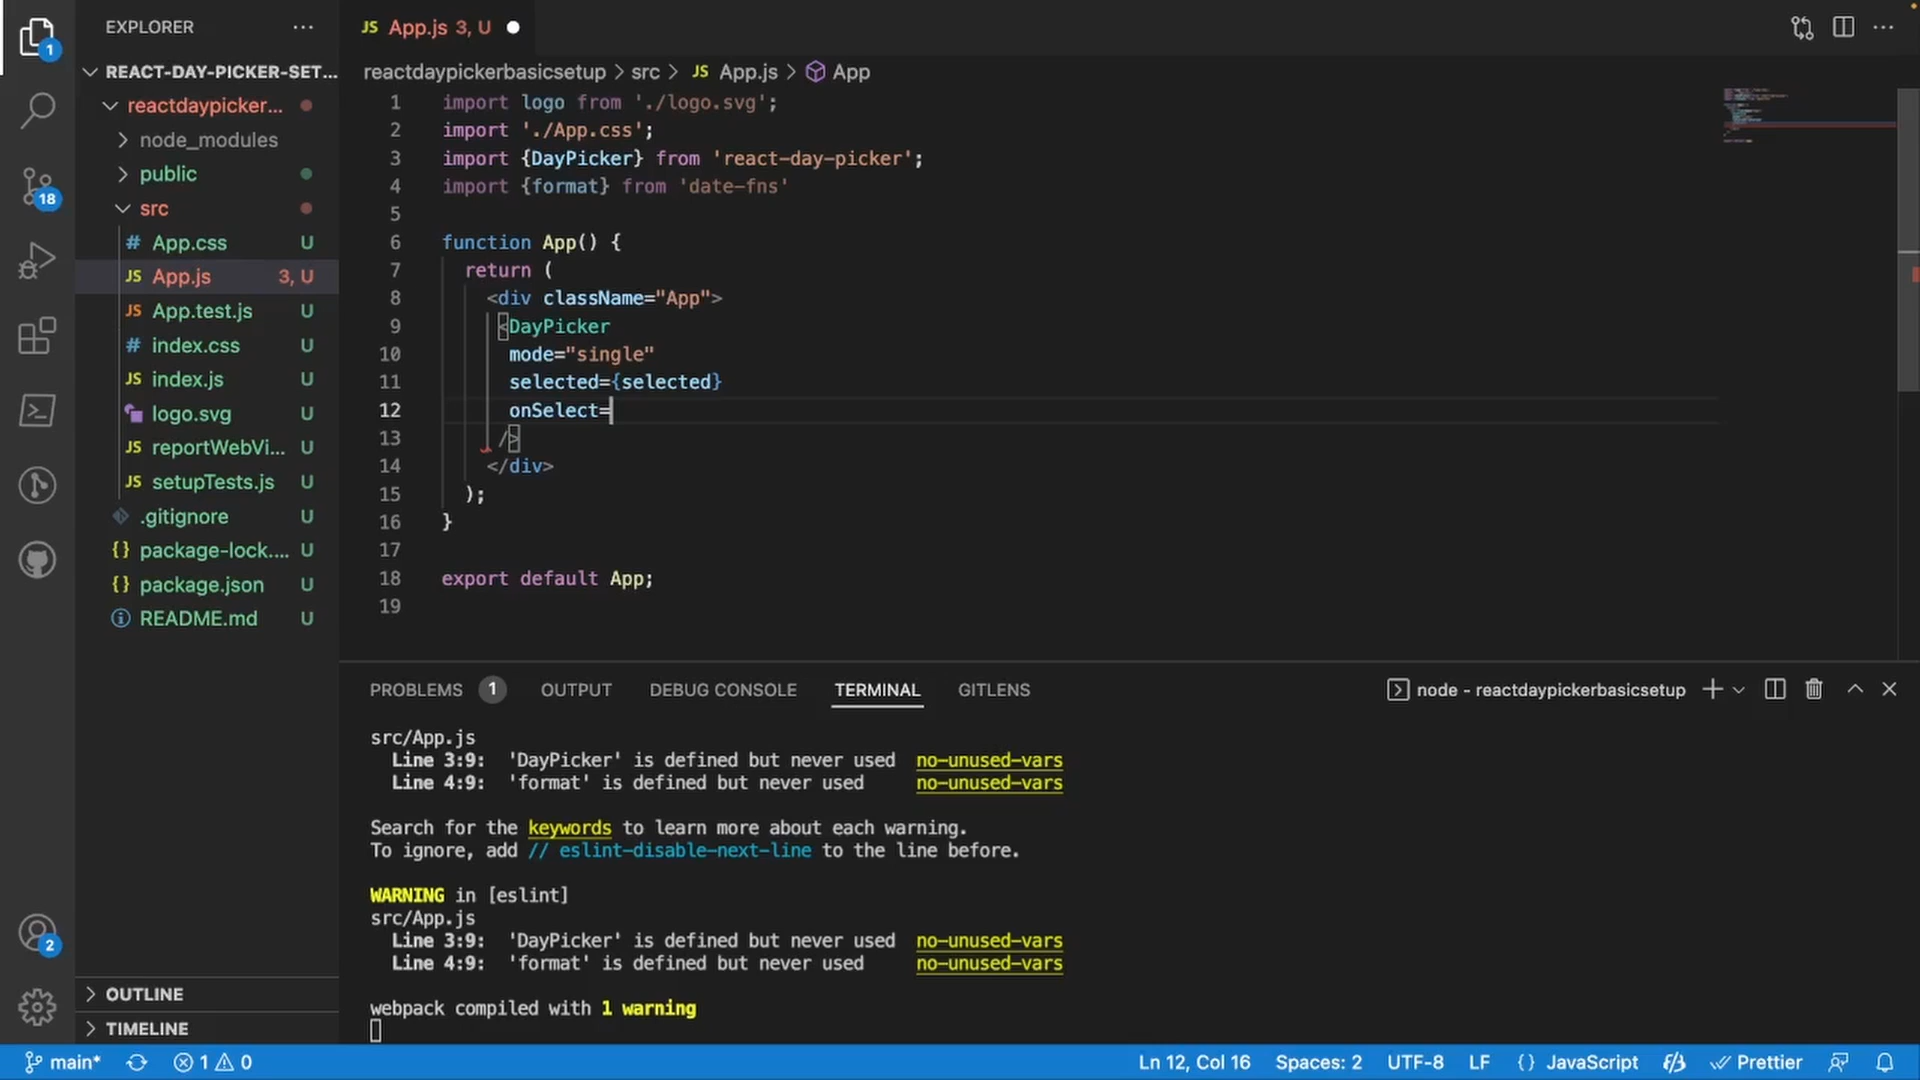 EXPLORER
1
REACT-DAY-PICKER-SET...
reactdaypicker...
node_modules
public
18
src
# App.css U
JS App.js 3, U
JS App.test.js U
# index.css U
JS index.js U
logo.svg U
JS reportWebVi... U
JS setupTests.js U
.gitignore U
{} package-lock.... U
{} package.json U
README.md U
2
OUTLINE
TIMELINE
JS App.js 3, U
reactdaypickerbasicsetup > src > JS App.js > App
1 import logo from './logo.svg';
2 import './App.css';
3 import {DayPicker} from 'react-day-picker';
4 import {format} from 'date-fns'
5
6 function App() {
7 return (
8 <div className="App">
9 <DayPicker
10 mode="single"
11 selected={selected}
12 onSelect=
13 />
14 </div>
15 );
16 }
17
18 export default App;
19
PROBLEMS 1 OUTPUT DEBUG CONSOLE TERMINAL GITLENS node - reactdaypickerbasicsetup
src/App.js
Line 3:9: 'DayPicker' is defined but never used no-unused-vars
Line 4:9: 'format' is defined but never used no-unused-vars
Search for the keywords to learn more about each warning.
To ignore, add // eslint-disable-next-line to the line before.
WARNING in [eslint]
src/App.js
Line 3:9: 'DayPicker' is defined but never used no-unused-vars
Line 4:9: 'format' is defined but never used no-unused-vars
webpack compiled with 1 warning
main* 1 0 Ln 12, Col 16 Spaces: 2 UTF-8 LF {} JavaScript Prettier